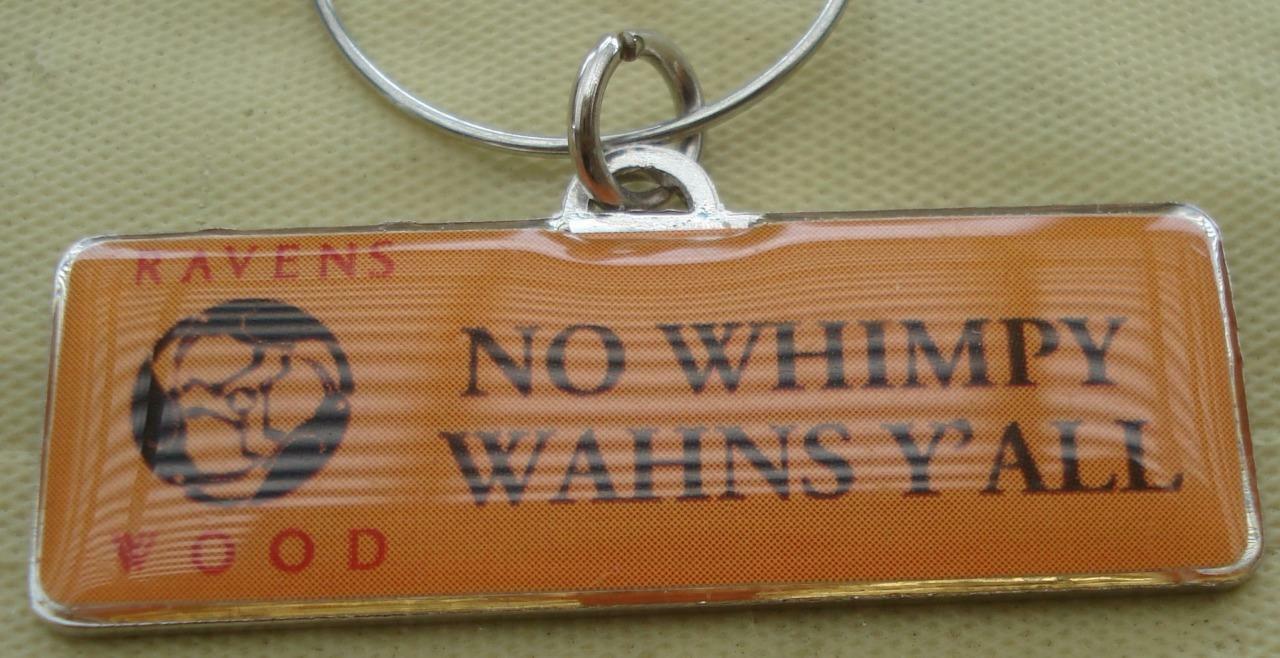 RAVENS
WOOD
NO WHIMPY
WAHNS Y'ALL